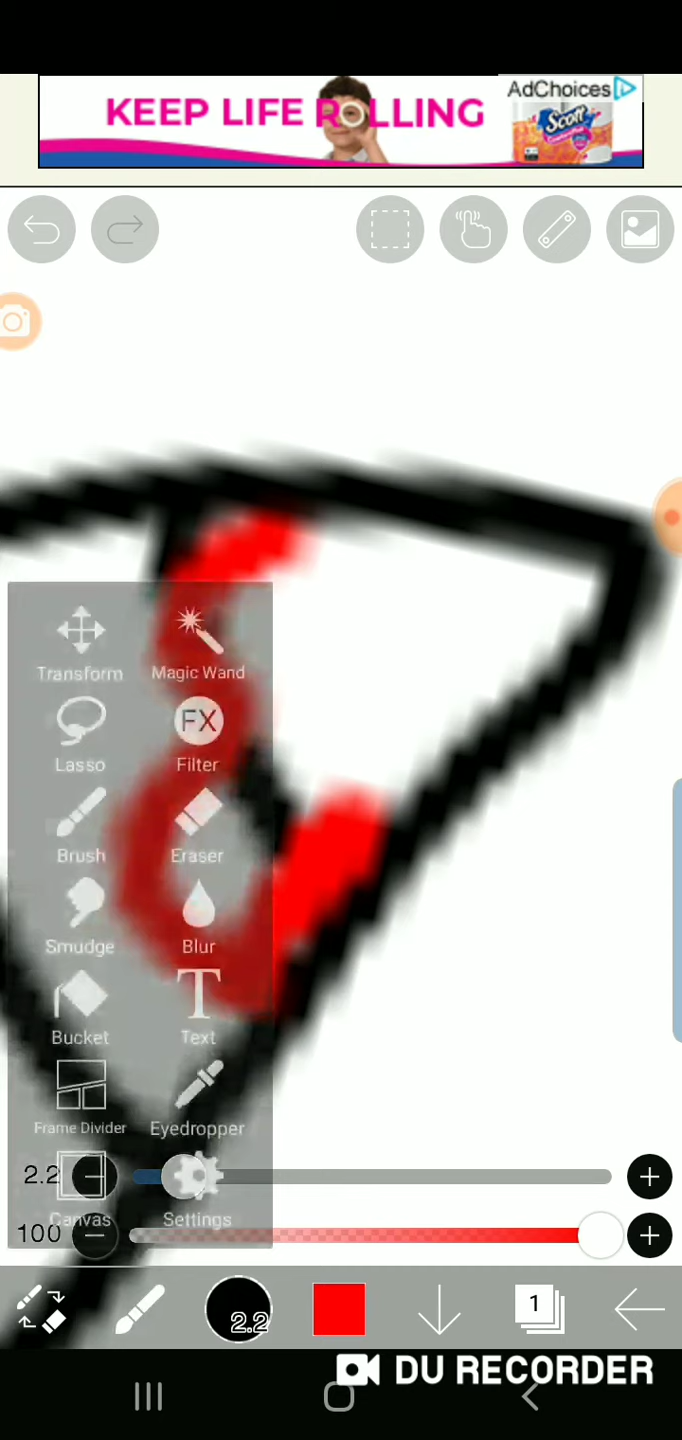 KEEP LIFE ROLLING
AdChoices
Scott
Transform
Magic Wand
Lasso
FX
Filter
Brush
Eraser
Smudge
Blur
Bucket
T
Text
Frame Divider
Eyedropper
2.2
Canvas
Settings
100
2.2
1
DU RECORDER